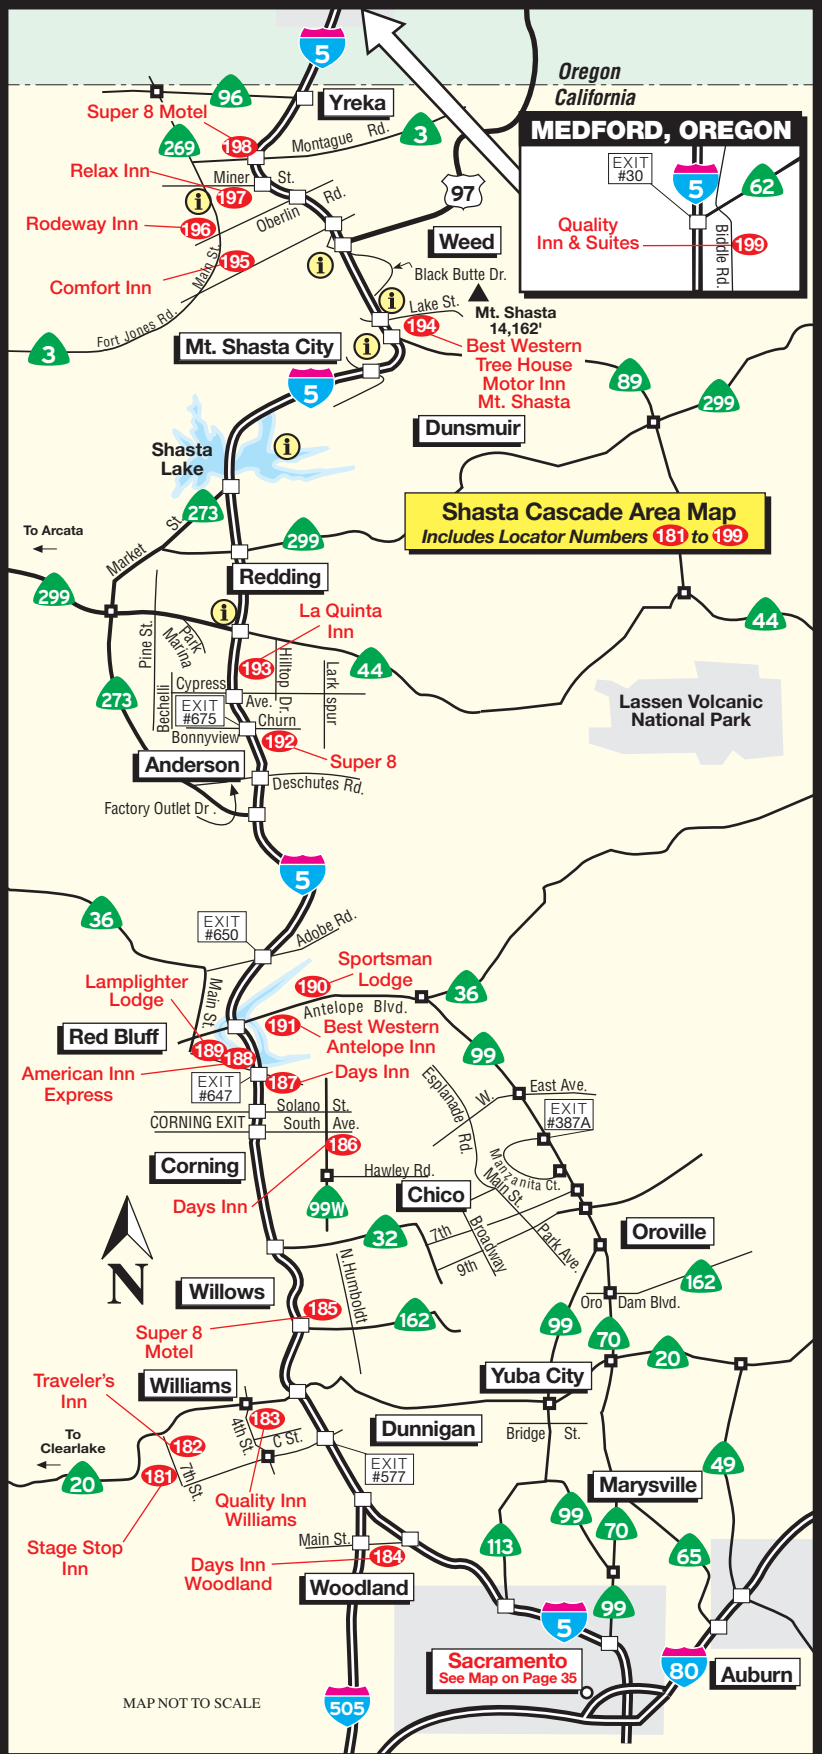 5
Oregon
California
96
Yreka
Super 8 Motel
198
Montague Rd.
3
269
MEDFORD, OREGON
EXIT
#30
5
62
Quality
Inn & Suites
199
Biddle Rd.
Relax Inn
Miner St.
197
97
i
Rodeway Inn
196
Oberlin Rd.
Weed
Main St.
195
i
Comfort Inn
Black Butte Dr.
i
Lake St.
Mt. Shasta
14,162'
Fort Jones Rd.
3
194
Mt. Shasta City
i
Best Western
Tree House
Motor Inn
Mt. Shasta
5
89
299
Dunsmuir
Shasta
Lake
i
273
Shasta Cascade Area Map
Includes Locator Numbers 181 to 199
To Arcata
Market St.
299
Redding
299
i
La Quinta
Inn
44
Pine St.
Park
Marina
193
Hilltop Dr.
44
273
Bechelli
Cypress Ave.
Lark spur
Lassen Volcanic
National Park
EXIT
#675
Churn
Bonnyview
192
Super 8
Anderson
Deschutes Rd.
Factory Outlet Dr .
5
36
EXIT
#650
Adobe Rd.
Lamplighter
Lodge
Main St.
Sportsman
Lodge
190
36
Antelope Blvd.
Red Bluff
191
Best Western
Antelope Inn
99
189
188
American Inn
Express
EXIT
#647
187
Days Inn
Esplanade Rd.
W. East Ave.
EXIT
#387A
Solano St.
CORNING EXIT
South Ave.
186
Corning
Hawley Rd.
Manzanita Ct.
Main St.
Chico
Days Inn
99W
N
32
7th
9th
Broadway
Park Ave.
Oroville
Willows
N.Humboldt
162
Oro Dam Blvd.
185
Super 8
Motel
162
99
70
20
Traveler's
Inn
Williams
Yuba City
183
4th St.
C St.
Dunnigan
Bridge St.
To
Clearlake
182
7th St.
181
20
EXIT
#577
49
Marysville
Quality Inn
Williams
99
70
Stage Stop
Inn
Main St.
184
Days Inn
Woodland
113
65
Woodland
99
5
Sacramento
See Map on Page 35
80
Auburn
MAP NOT TO SCALE
505